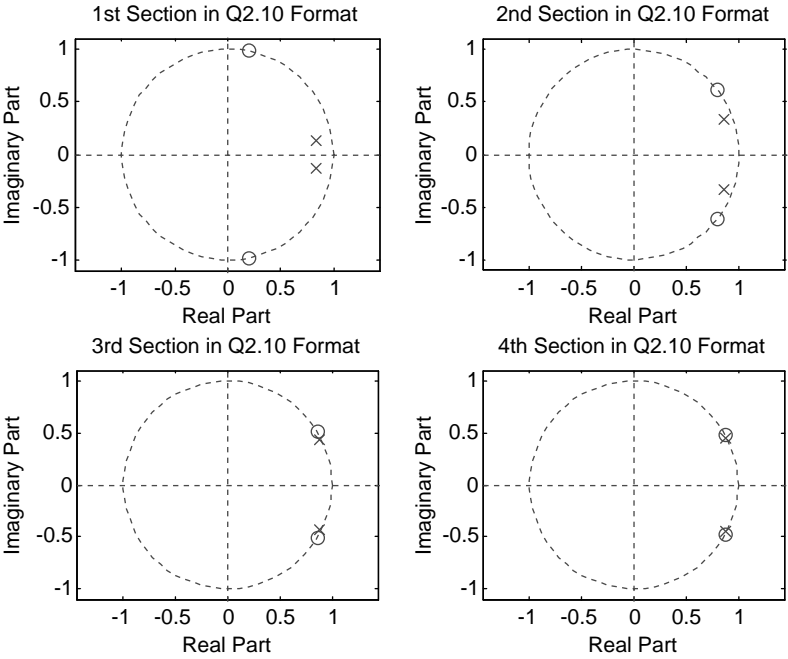 1st Section in Q2.10 Format
1
0.5
0
-0.5
-1
Imaginary Part
-1 -0.5 0 0.5 1
Real Part
2nd Section in Q2.10 Format
1
0.5
0
-0.5
-1
Imaginary Part
-1 -0.5 0 0.5 1
Real Part
3rd Section in Q2.10 Format
1
0.5
0
-0.5
-1
Imaginary Part
-1 -0.5 0 0.5 1
Real Part
4th Section in Q2.10 Format
1
0.5
0
-0.5
-1
Imaginary Part
-1 -0.5 0 0.5 1
Real Part